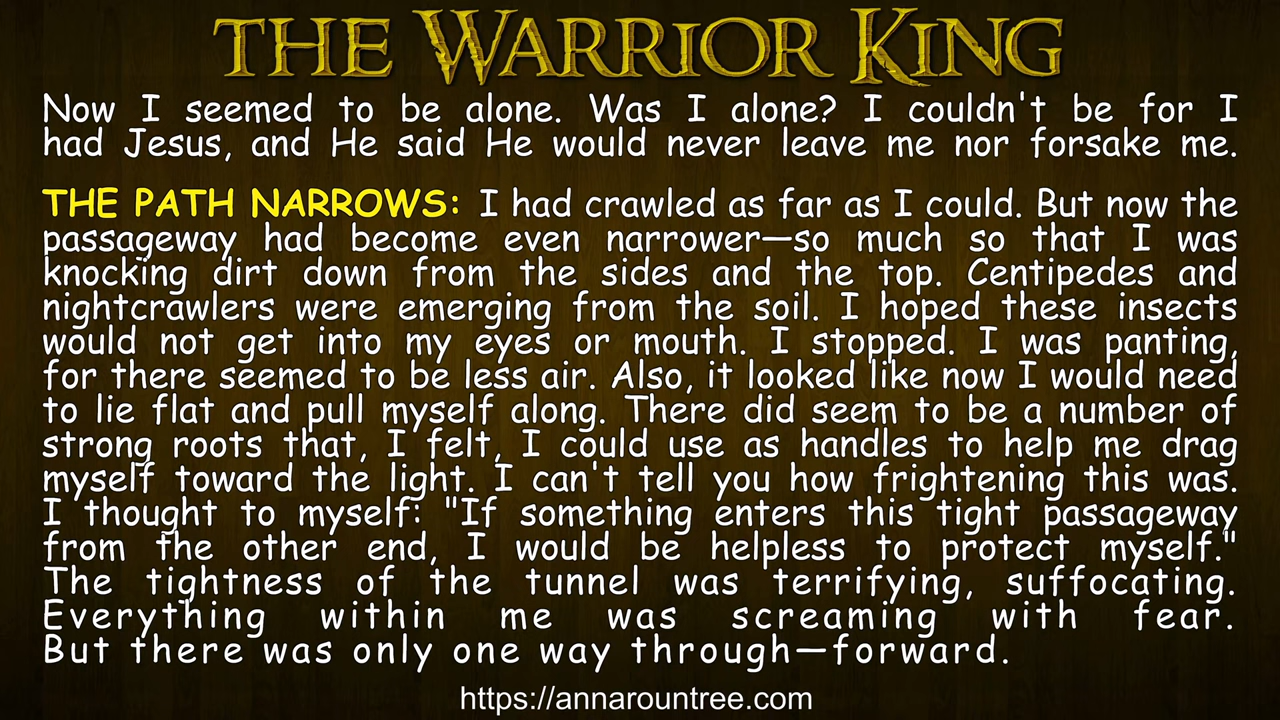 THE WARRIOR KING
Now I seemed to be alone. Was I alone? I couldn't be for I
had Jesus, and He said He would never leave me nor forsake me.
THE PATH NARROWS: I had crawled as far as I could. But now the
passageway had become even narrower—so much so that I was
knocking dirt down from the sides and the top. Centipedes and
nightcrawlers were emerging from the soil. I hoped these insects
would not get into my eyes or mouth. I stopped. I was panting,
for there seemed to be less air. Also, it looked like now I would need
to lie flat and pull myself along. There did seem to be a number of
strong roots that, I felt, I could use as handles to help me drag
myself toward the light. I can't tell you how frightening this was.
I thought to myself: "If something enters this tight passageway
from the other end, I would be helpless to protect myself."
The tightness of the tunnel was terrifying, suffocating.
Everything within me was screaming with fear.
But there was only one way through—forward.
https://annarountree.com